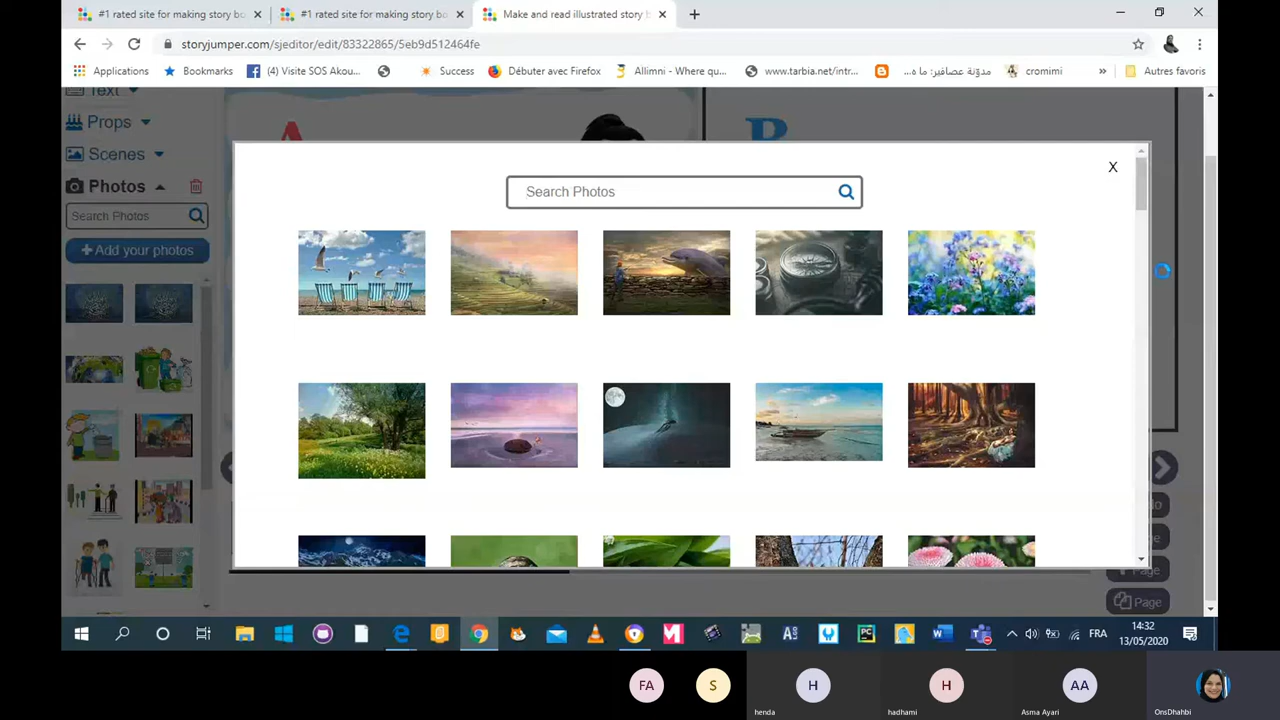 #1 rated site for making story bo
#1 rated site for making story bo
Make and read illustrated story b
storyjumper.com/sjeditor/edit/83322865/5eb9d512464fe
Applications
Bookmarks
(4) Visite SOS Akou...
Success
Débuter avec Firefox
Allimni - Where qu...
www.tarbia.net/intr...
مدوّنة عصافير: ما ه...
cromimi
»
Autres favoris
Text
Props
Scenes
Photos
Search Photos
+Add your photos
A
B
X
Search Photos
Page
Page
FRA
14:32
13/05/2020
FA
S
H
henda
H
hadhami
AA
Asma Ayari
OnsDhahbi